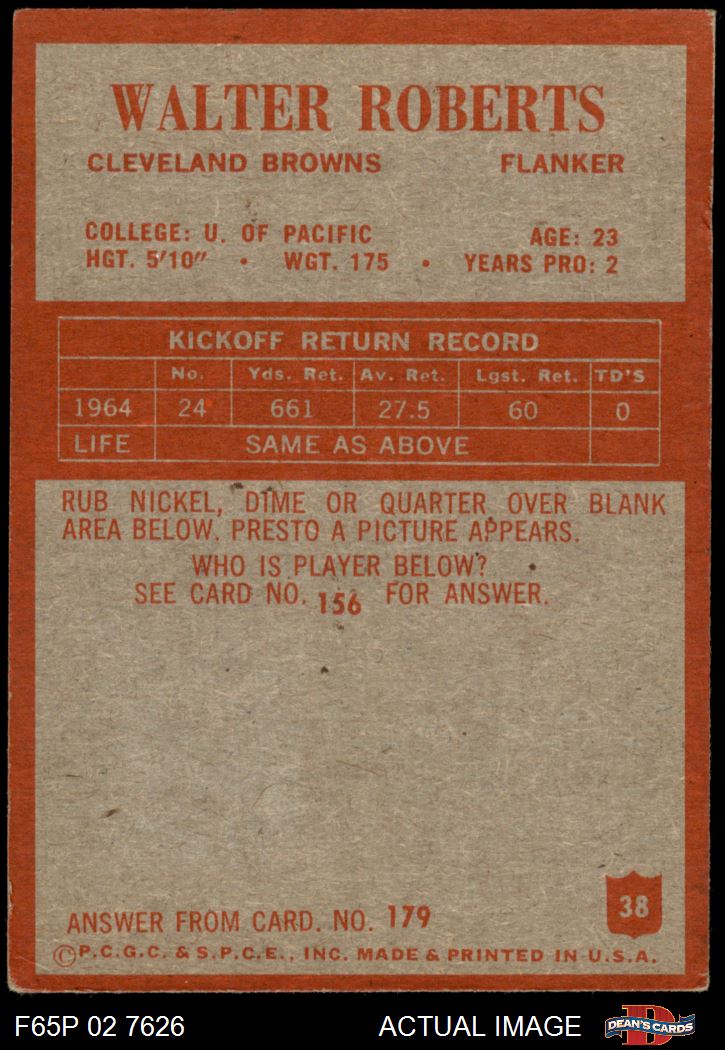 WALTER ROBERTS
CLEVELAND BROWNS FLANKER
COLLEGE: U. OF PACIFIC AGE: 23
HGT. 5'10" • WGT. 175 • YEARS PRO: 2
KICKOFF RETURN RECORD
No. Yds. Ret. Av. Ret. Lgst. Ret. TD'S
1964 24 661 27.5 60 0
LIFE SAME AS ABOVE
RUB NICKEL, DIME OR QUARTER OVER BLANK
AREA BELOW. PRESTO A PICTURE APPEARS.
WHO IS PLAYER BELOW?
SEE CARD NO. 156 FOR ANSWER.
38
ANSWER FROM CARD. NO. 179
©P.C.G.C. & S.P.C.E., INC. MADE & PRINTED IN U.S.A.
F65P 02 7626 ACTUAL IMAGE D DEAN'S CARDS